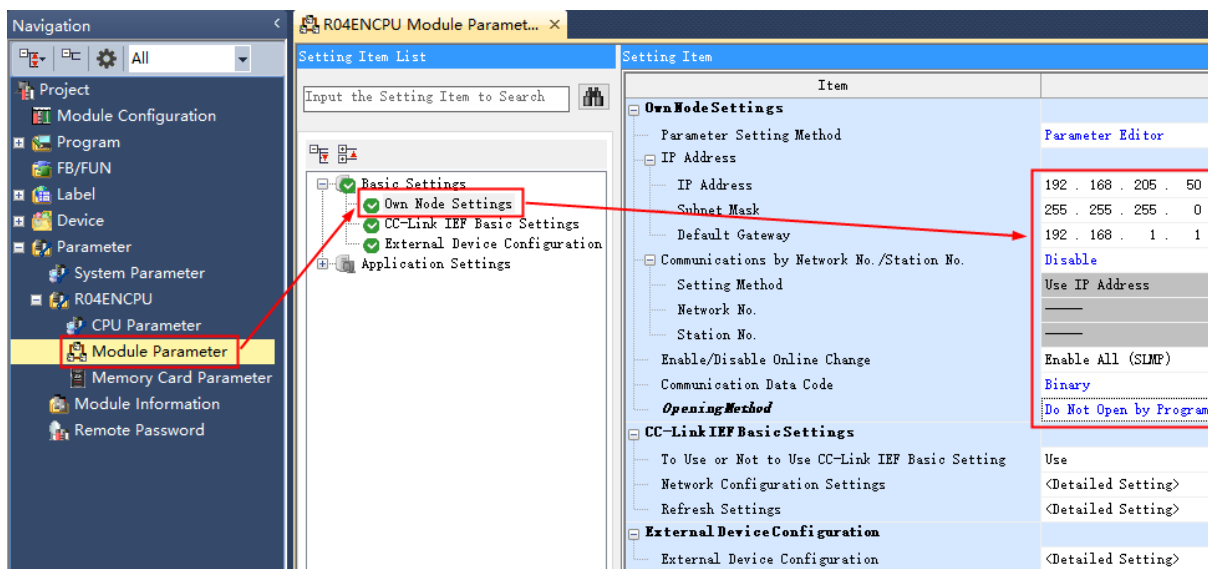 Navigation
All
Project
Module Configuration
Program
FB/FUN
Label
Device
Parameter
System Parameter
R04ENCPU
CPU Parameter
Module Parameter
Memory Card Parameter
Module Information
Remote Password
R04ENCPU Module Paramet... ×
Setting Item List
Input the Setting Item to Search
Basic Settings
Own Node Settings
CC-Link IEF Basic Settings
External Device Configuration
Application Settings
Setting Item
Item
Own Node Settings
Parameter Setting Method Parameter Editor
IP Address
IP Address 192 . 168 . 205 . 50
Subnet Mask 255 . 255 . 255 . 0
Default Gateway 192 . 168 . 1 . 1
Communications by Network No./Station No. Disable
Setting Method Use IP Address
Network No.
Station No.
Enable/Disable Online Change Enable All (SLMP)
Communication Data Code Binary
Opening Method Do Not Open by Program
CC-Link IEF Basic Settings
To Use or Not to Use CC-Link IEF Basic Setting Use
Network Configuration Settings <Detailed Setting>
Refresh Settings <Detailed Setting>
External Device Configuration
External Device Configuration <Detailed Setting>